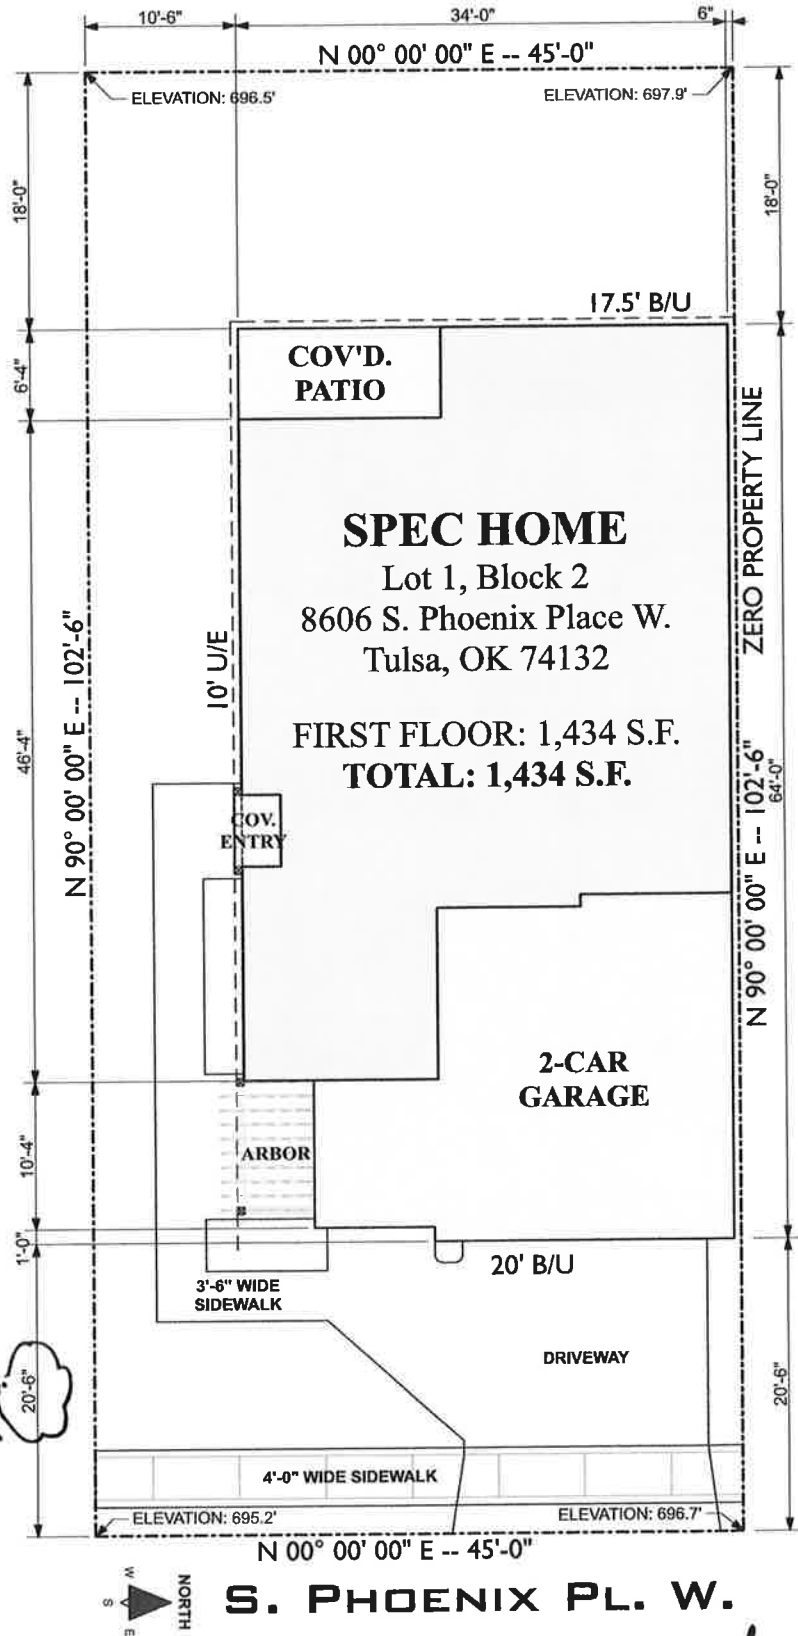 10'-6"
34'-0"
6"
N 00° 00' 00" E -- 45'-0"
ELEVATION: 696.5'
ELEVATION: 697.9'
18'-0"
18'-0"
17.5' B/U
COV'D.
PATIO
6'-4"
ZERO PROPERTY LINE
SPEC HOME
Lot 1, Block 2
8606 S. Phoenix Place W.
Tulsa, OK 74132
FIRST FLOOR: 1,434 S.F.
TOTAL: 1,434 S.F.
10' U/E
N 90° 00' 00" E -- 102'-6"
46'-4"
N 90° 00' 00" E -- 102'-6"
64'-0"
COV.
ENTRY
2-CAR
GARAGE
ARBOR
10'-4"
1'-0"
20' B/U
3'-6" WIDE
SIDEWALK
DRIVEWAY
20'-6"
20'-6"
4'-0" WIDE SIDEWALK
ELEVATION: 695.2'
ELEVATION: 696.7'
N 00° 00' 00" E -- 45'-0"
W
S
E
NORTH
S. PHOENIX PL. W.